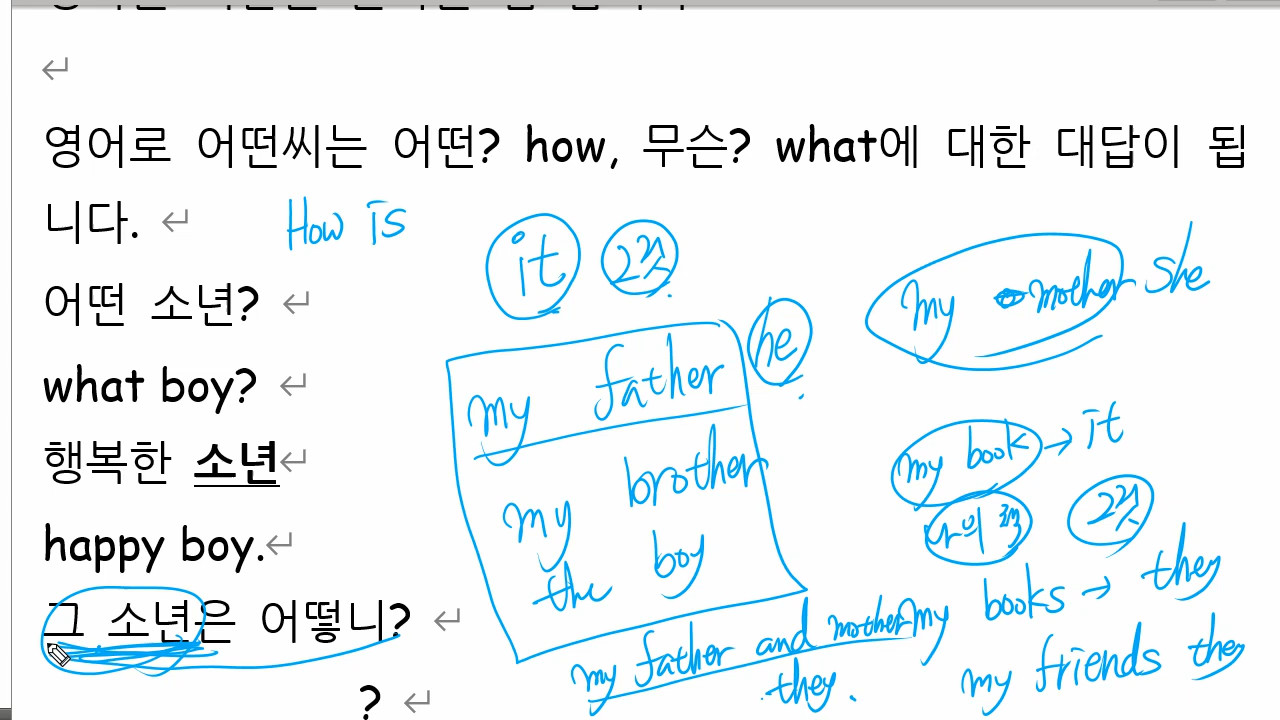 영어로 어떤씨는 어떤? how, 무슨? what에 대한 대답이 됩
니다.
How is
it 그것
my mother she
어떤 소년?
he
my father
what boy?
my book → it
행복한 소년
my brother
나의 책 그것
happy boy.
the boy
my books → they
그 소년은 어떻니?
my father and mother
they.
my friends they
?